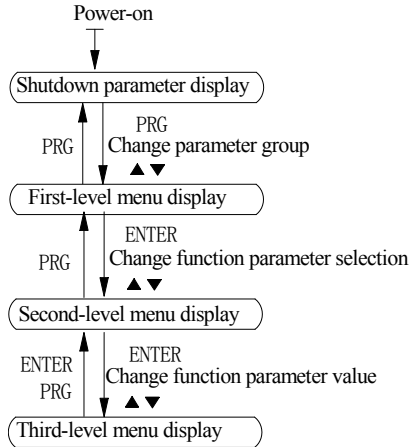 Power-on
Shutdown parameter display
PRG
PRG
Change parameter group
▲ ▼
First-level menu display
ENTER
PRG
Change function parameter selection
▲ ▼
Second-level menu display
ENTER
ENTER
PRG
Change function parameter value
▲ ▼
Third-level menu display